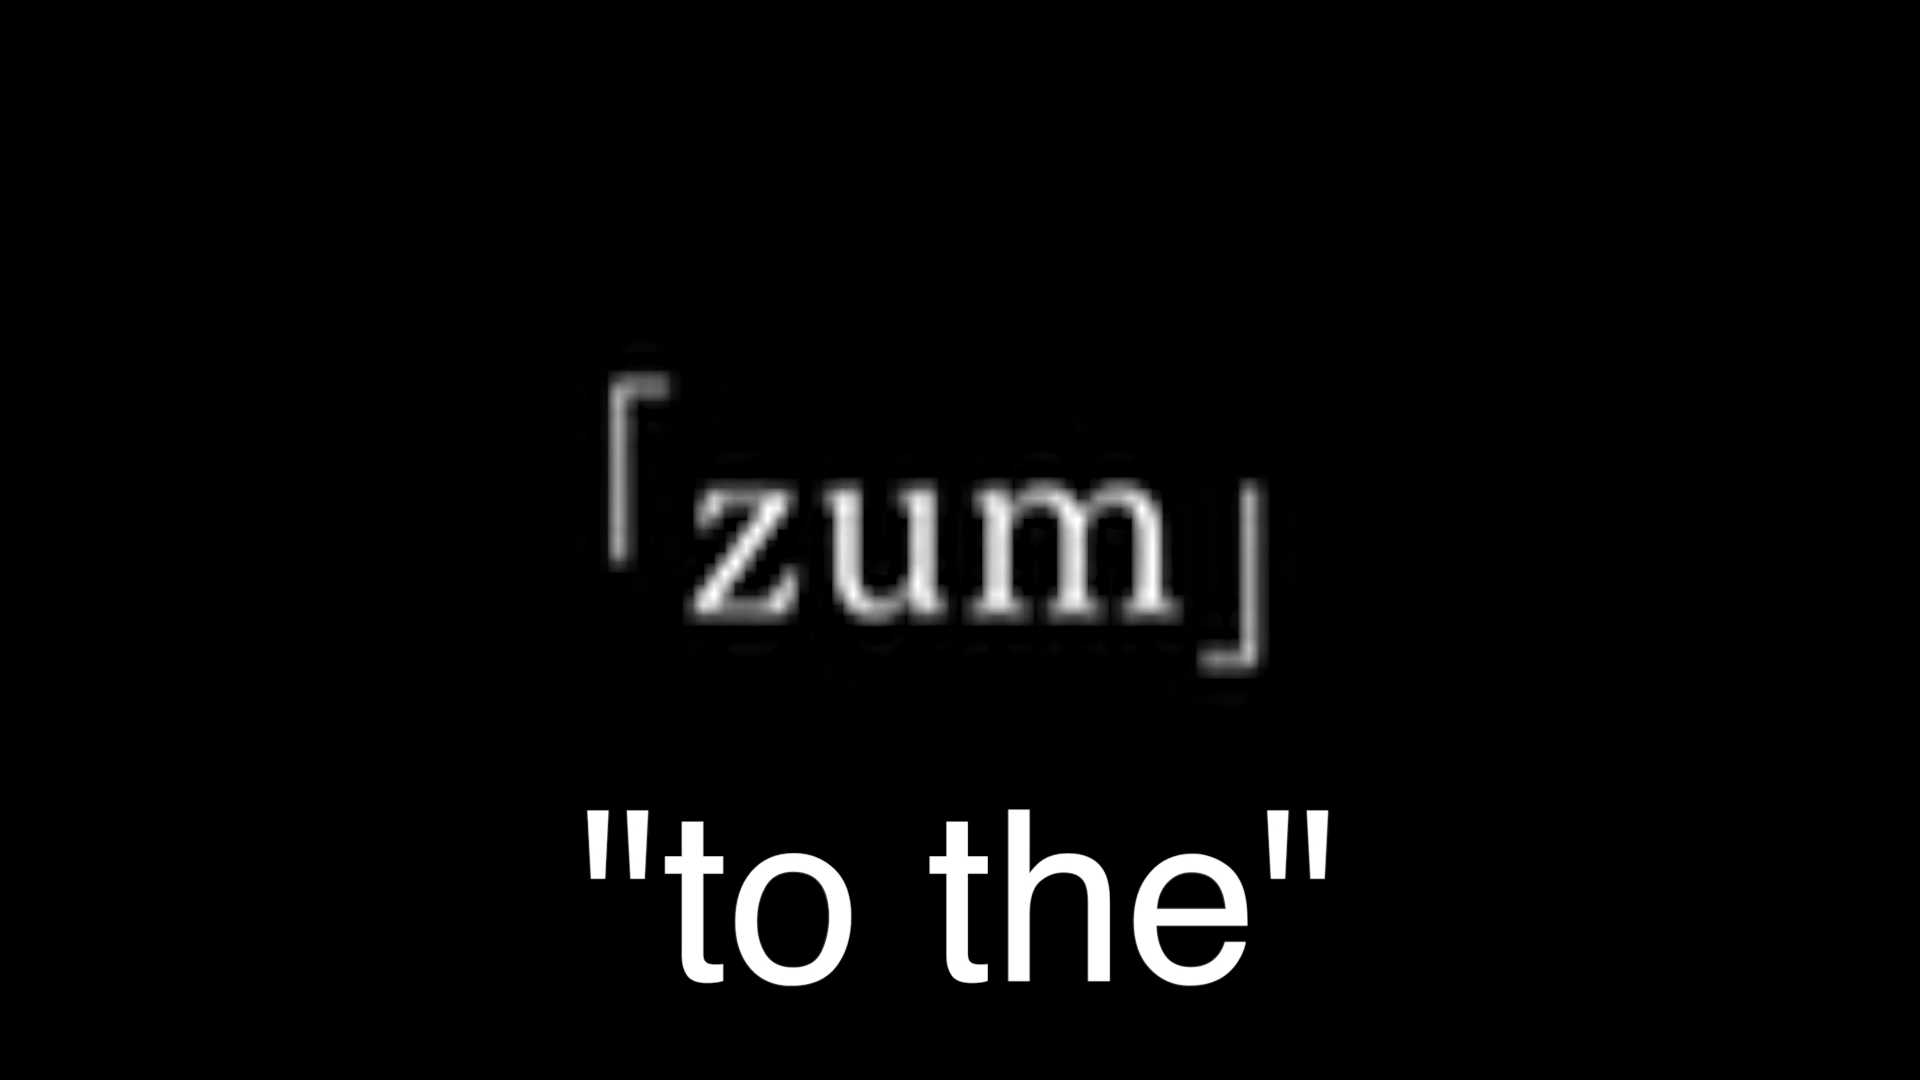 「zum」
"to the"